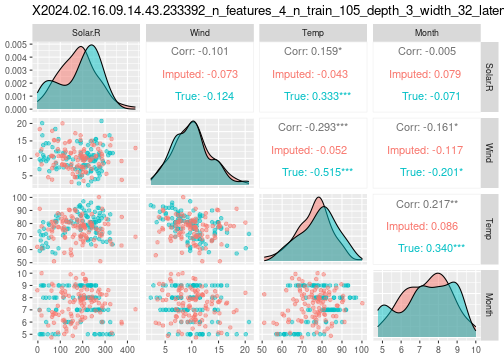 X2024.02.16.09.14.43.233392_n_features_4_n_train_105_depth_3_width_32_laten
Solar.R Wind Temp Month
0.005
0.004
0.003
0.002
0.001
0.000
Corr: -0.101 Corr: 0.159* Corr: -0.005
Imputed: -0.073 Imputed: -0.043 Imputed: 0.079
True: -0.124 True: 0.333*** True: -0.071
Solar.R
20
15
10
5
Corr: -0.293*** Corr: -0.161*
Imputed: -0.052 Imputed: -0.117
True: -0.515*** True: -0.201*
Wind
100
90
80
70
60
50
Corr: 0.217**
Imputed: 0.086
True: 0.340***
Temp
10
9
8
7
6
5
Month
0 100 200 300 400 5 10 15 20 50 60 70 80 90 100 5 6 7 8 9 10